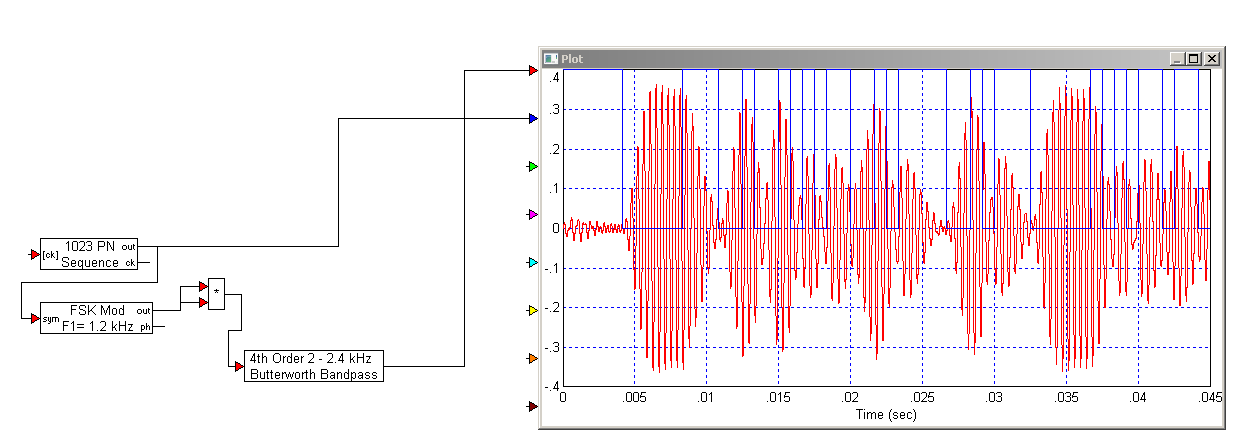 Plot
.4
.3
.2
.1
0
-.1
-.2
-.3
-.4
0 .005 .01 .015 .02 .025 .03 .035 .04 .045
Time (sec)
[ck] 1023 PN out
Sequence ck
FSK Mod out
sym F1= 1.2 kHz ph
*
4th Order 2 - 2.4 kHz
Butterworth Bandpass